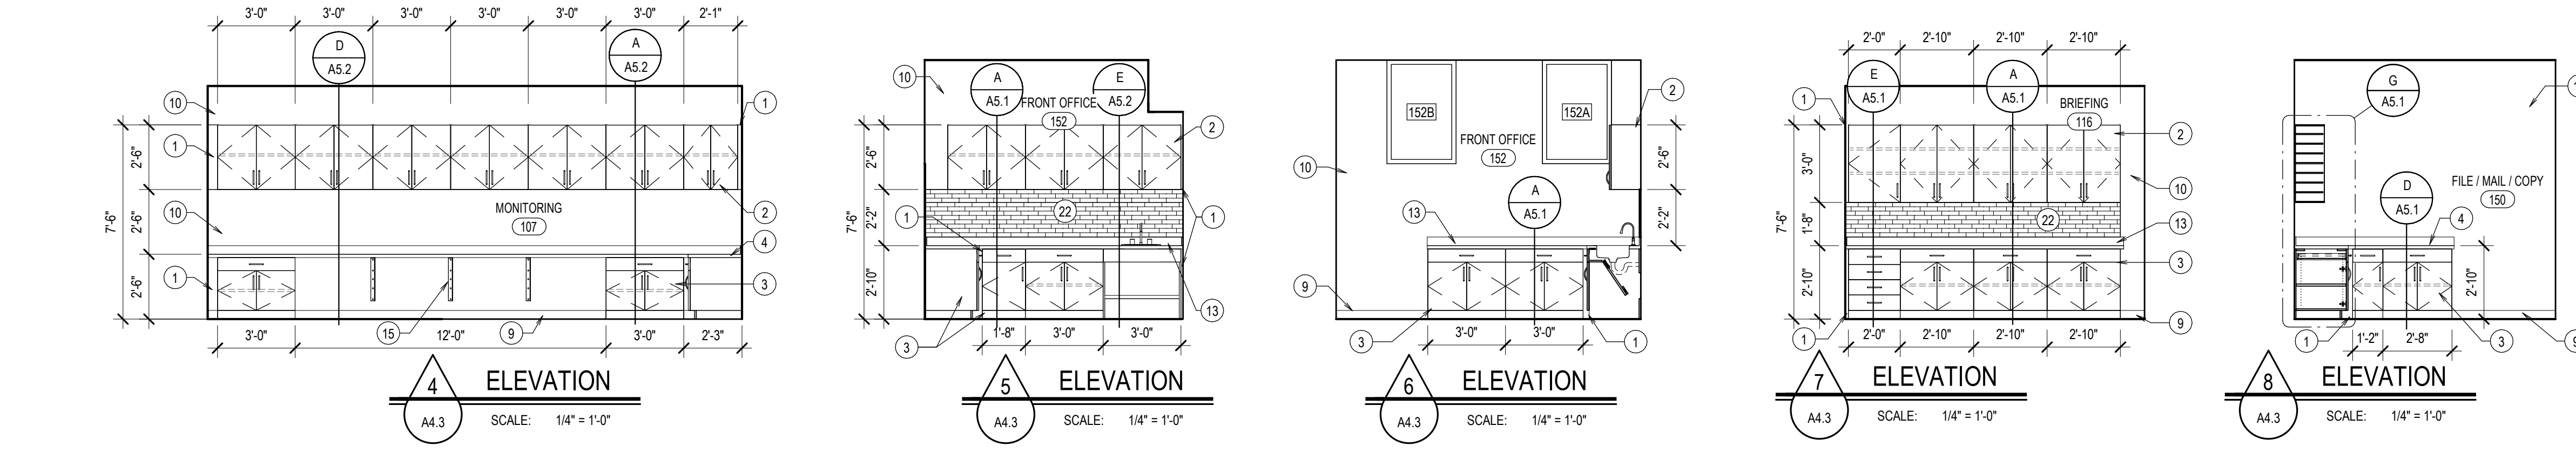 3'-0" 3'-0" 3'-0" 3'-0" 3'-0" 3'-0" 2'-1"
D
A5.2
A
A5.2
10
1
1
2'-6"
7'-6"
2'-6"
2'-6"
10
1
MONITORING
107
2
4
3
15
9
3'-0" 12'-0" 3'-0" 2'-3"
4
A4.3
ELEVATION
SCALE: 1/4" = 1'-0"
10
A
A5.1
E
A5.2
FRONT OFFICE
152
2
2'-6"
7'-6"
2'-2"
2'-10"
22
1
1
13
3
1'-8" 3'-0" 3'-0"
5
A4.3
ELEVATION
SCALE: 1/4" = 1'-0"
152B
152A
2
FRONT OFFICE
152
10
2'-6"
2'-2"
A
A5.1
13
9
3
3'-0" 3'-0"
1
6
A4.3
ELEVATION
SCALE: 1/4" = 1'-0"
2'-0" 2'-10" 2'-10" 2'-10"
E
A5.1
A
A5.1
1
BRIEFING
116
2
3'-0"
7'-6"
1'-8"
2'-10"
10
22
13
3
9
1
2'-0" 2'-10" 2'-10" 2'-10"
7
A4.3
ELEVATION
SCALE: 1/4" = 1'-0"
G
A5.1
D
A5.1
FILE / MAIL / COPY
150
4
2'-10"
1
1'-2" 2'-8"
3
8
A4.3
ELEVATION
SCALE: 1/4" = 1'-0"